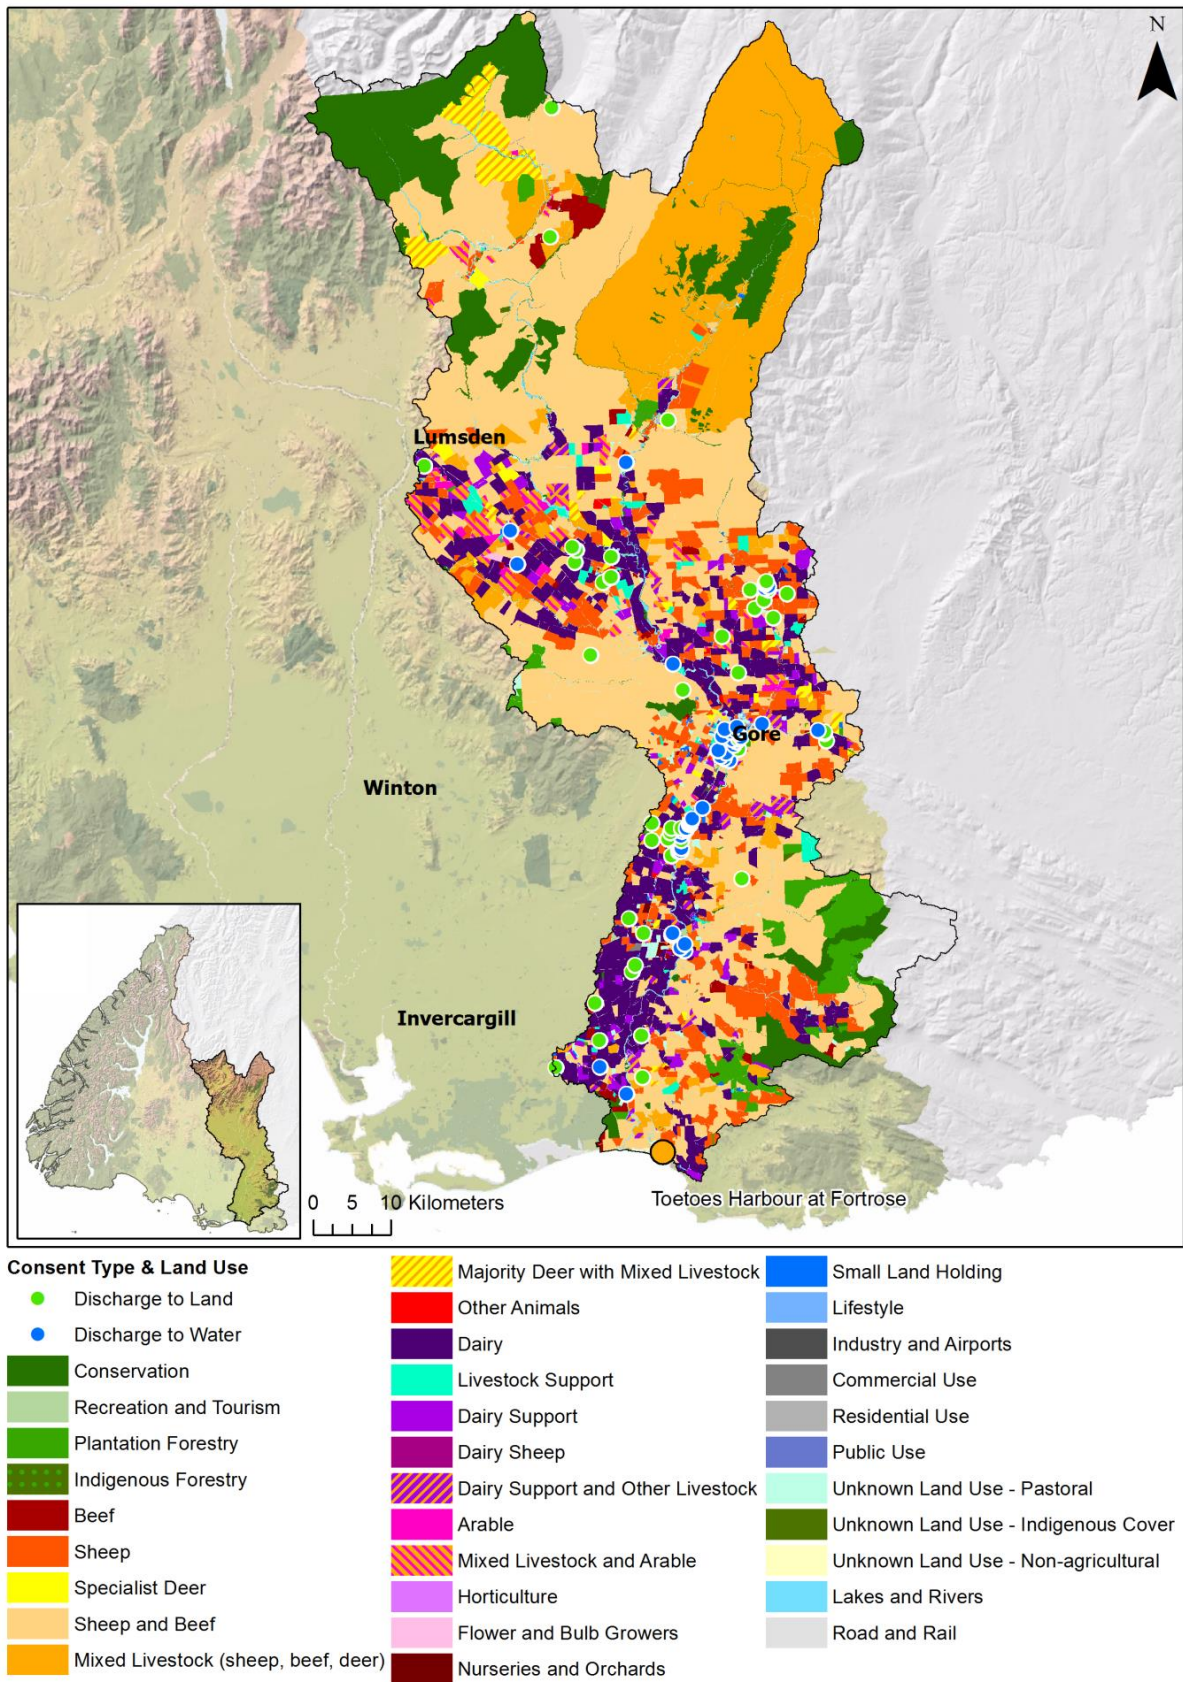 N
Lumsden
Gore
Winton
Invercargill
0 5 10 Kilometers
Toetoes Harbour at Fortrose
Consent Type & Land Use
Discharge to Land
Discharge to Water
Conservation
Recreation and Tourism
Plantation Forestry
Indigenous Forestry
Beef
Sheep
Specialist Deer
Sheep and Beef
Mixed Livestock (sheep, beef, deer)
Majority Deer with Mixed Livestock
Other Animals
Dairy
Livestock Support
Dairy Support
Dairy Sheep
Dairy Support and Other Livestock
Arable
Mixed Livestock and Arable
Horticulture
Flower and Bulb Growers
Nurseries and Orchards
Small Land Holding
Lifestyle
Industry and Airports
Commercial Use
Residential Use
Public Use
Unknown Land Use - Pastoral
Unknown Land Use - Indigenous Cover
Unknown Land Use - Non-agricultural
Lakes and Rivers
Road and Rail